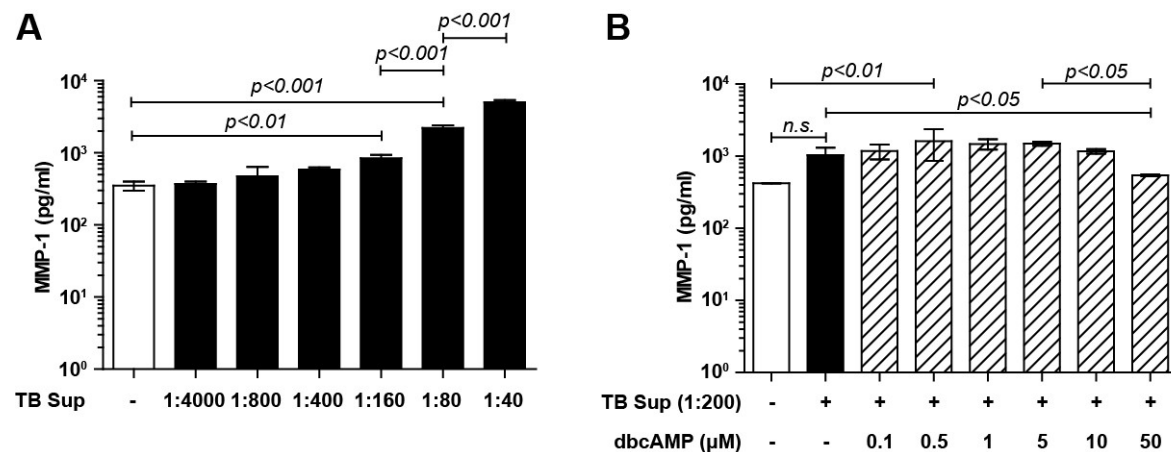 A
p<0.001
p<0.001
p<0.001
p<0.01
MMP-1 (pg/ml)
10⁴
10³
10²
10¹
10⁰
TB Sup - 1:4000 1:800 1:400 1:160 1:80 1:40
B
p<0.01 p<0.05
p<0.05
n.s.
MMP-1 (pg/ml)
10⁴
10³
10²
10¹
10⁰
TB Sup (1:200) - + + + + + + +
dbcAMP (µM) - - 0.1 0.5 1 5 10 50